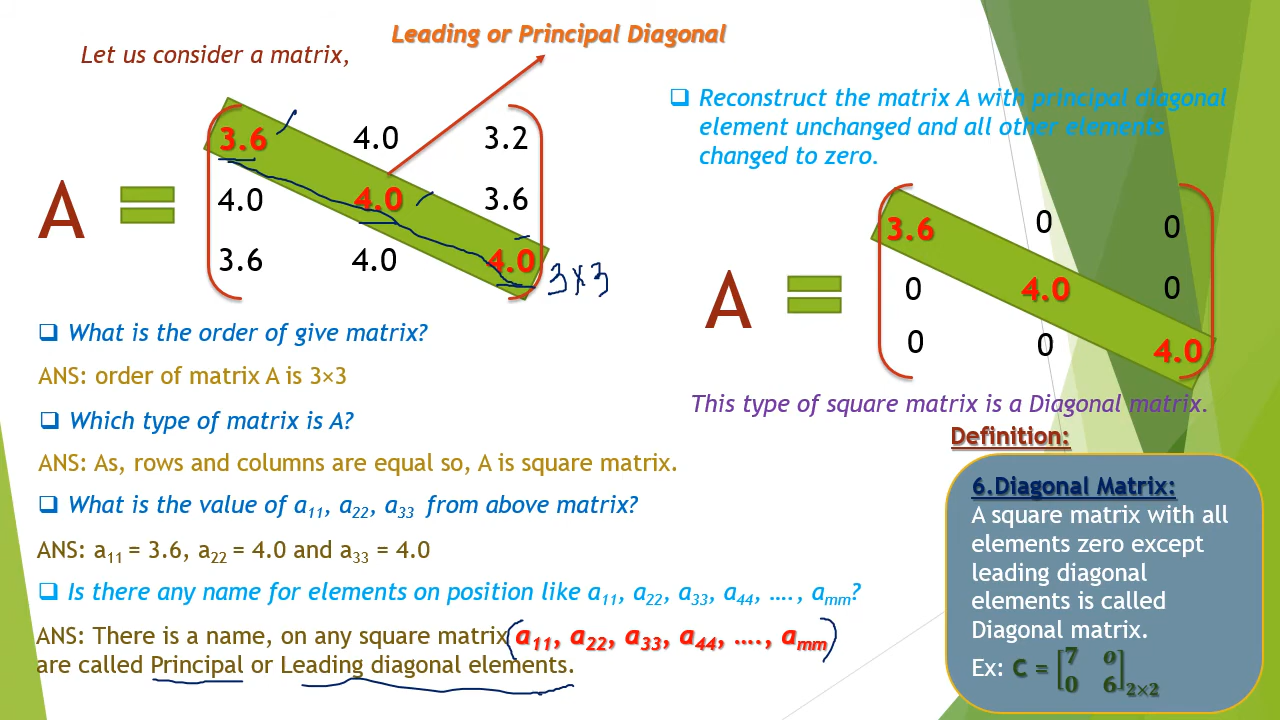 Leading or Principal Diagonal
Let us consider a matrix,
A = 
3.6 4.0 3.2
4.0 4.0 3.6
3.6 4.0 4.0
3×3
❑ What is the order of give matrix?
ANS: order of matrix A is 3×3
❑ Which type of matrix is A?
ANS: As, rows and columns are equal so, A is square matrix.
❑ What is the value of a₁₁, a₂₂, a₃₃ from above matrix?
ANS: a₁₁ = 3.6, a₂₂ = 4.0 and a₃₃ = 4.0
❑ Is there any name for elements on position like a₁₁, a₂₂, a₃₃, a₄₄, …., aₘₘ?
ANS: There is a name, on any square matrix (a₁₁, a₂₂, a₃₃, a₄₄, …., aₘₘ)
are called Principal or Leading diagonal elements.
❑ Reconstruct the matrix A with principal diagonal
element unchanged and all other elements
changed to zero.
A = 
3.6 0 0
0 4.0 0
0 0 4.0
This type of square matrix is a Diagonal matrix.
Definition:
6.Diagonal Matrix:
A square matrix with all
elements zero except
leading diagonal
elements is called
Diagonal matrix.
Ex: C = [7 o
0 6]₂×₂